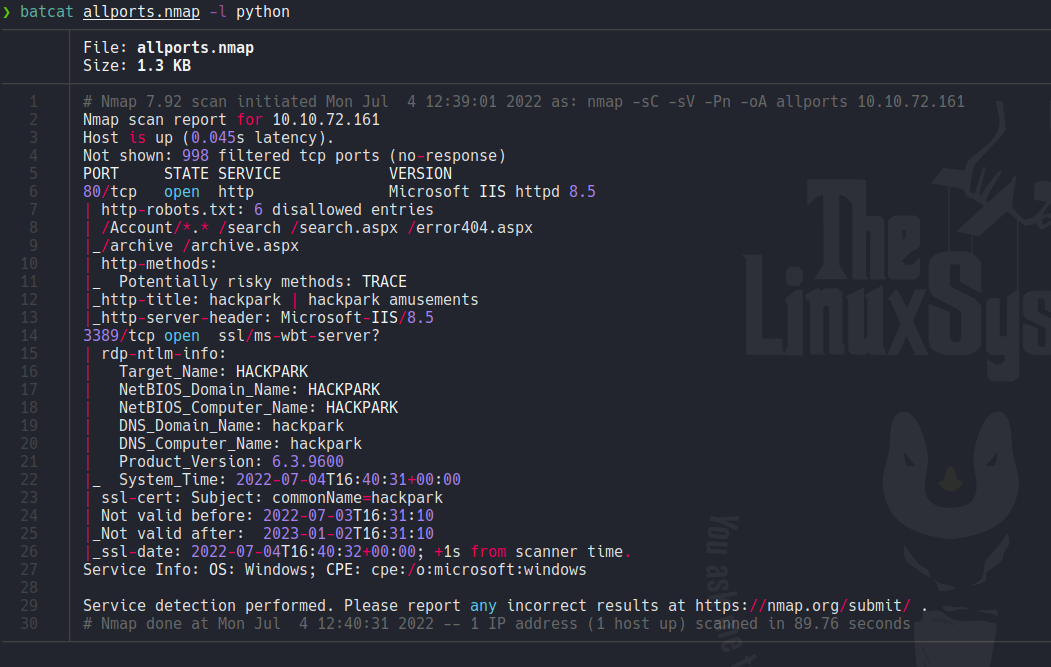 ❯ batcat allports.nmap -l python
File: allports.nmap
Size: 1.3 KB
1 # Nmap 7.92 scan initiated Mon Jul  4 12:39:01 2022 as: nmap -sC -sV -Pn -oA allports 10.10.72.161
2 Nmap scan report for 10.10.72.161
3 Host is up (0.045s latency).
4 Not shown: 998 filtered tcp ports (no-response)
5 PORT     STATE SERVICE            VERSION
6 80/tcp   open  http               Microsoft IIS httpd 8.5
7 | http-robots.txt: 6 disallowed entries
8 | /Account/*.* /search /search.aspx /error404.aspx
9 |_/archive /archive.aspx
10 | http-methods:
11 |_  Potentially risky methods: TRACE
12 |_http-title: hackpark | hackpark amusements
13 |_http-server-header: Microsoft-IIS/8.5
14 3389/tcp open  ssl/ms-wbt-server?
15 | rdp-ntlm-info:
16 |   Target_Name: HACKPARK
17 |   NetBIOS_Domain_Name: HACKPARK
18 |   NetBIOS_Computer_Name: HACKPARK
19 |   DNS_Domain_Name: hackpark
20 |   DNS_Computer_Name: hackpark
21 |   Product_Version: 6.3.9600
22 |_  System_Time: 2022-07-04T16:40:31+00:00
23 | ssl-cert: Subject: commonName=hackpark
24 | Not valid before: 2022-07-03T16:31:10
25 |_Not valid after:  2023-01-02T16:31:10
26 |_ssl-date: 2022-07-04T16:40:32+00:00; +1s from scanner time.
27 Service Info: OS: Windows; CPE: cpe:/o:microsoft:windows
28
29 Service detection performed. Please report any incorrect results at https://nmap.org/submit/ .
30 # Nmap done at Mon Jul  4 12:40:31 2022 -- 1 IP address (1 host up) scanned in 89.76 seconds
The
LinuxSys
You ask me t